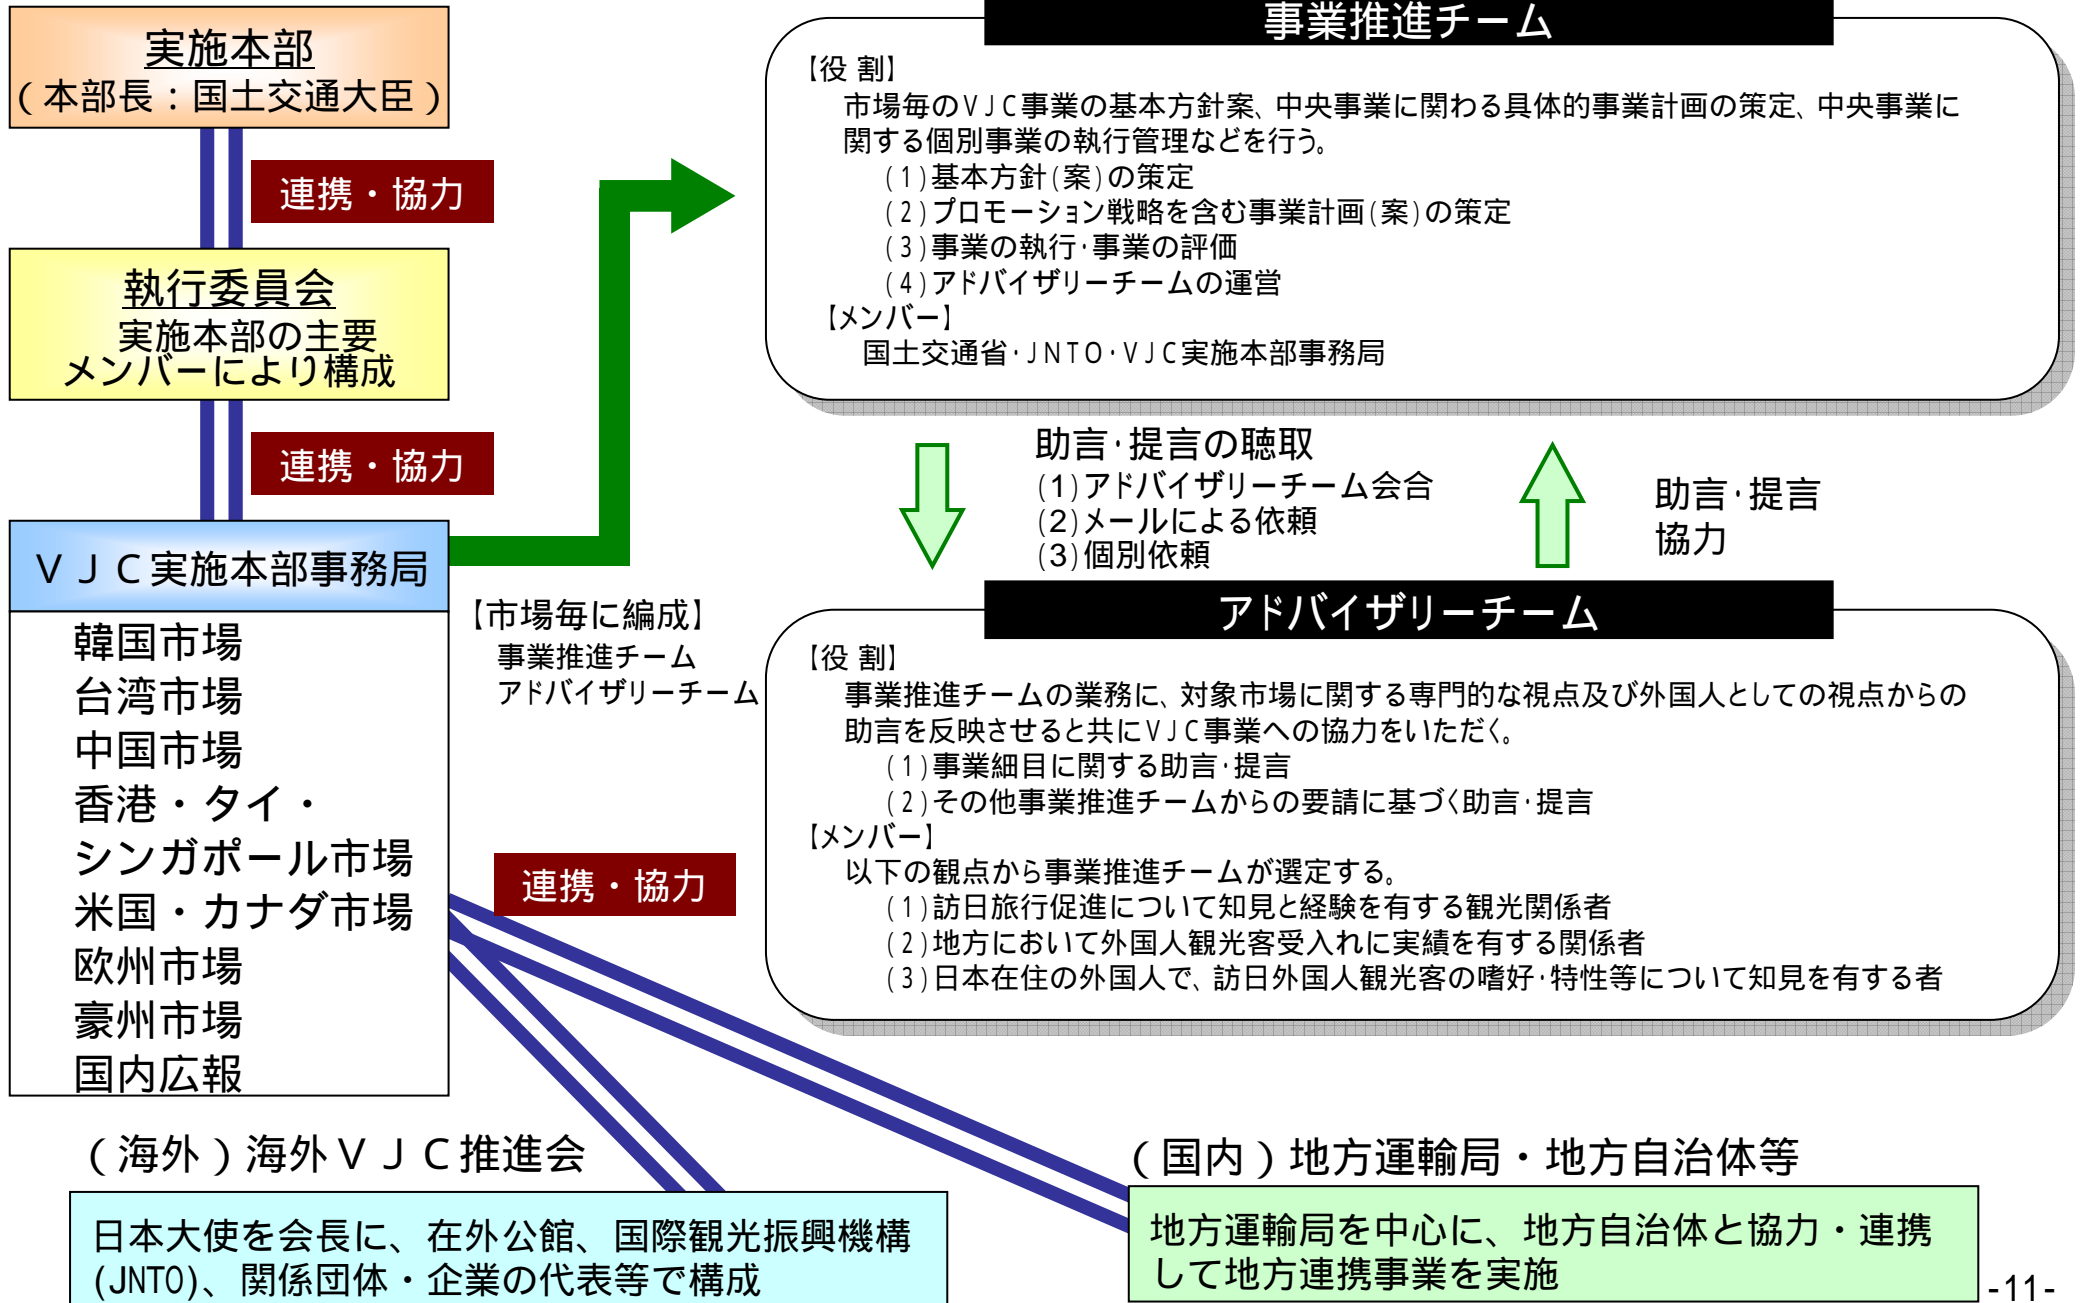 実施本部
（本部長：国土交通大臣）
連携・協力
執行委員会
実施本部の主要
メンバーにより構成
連携・協力
ＶＪＣ実施本部事務局
韓国市場
台湾市場
中国市場
香港・タイ・
シンガポール市場
米国・カナダ市場
欧州市場
豪州市場
国内広報
【市場毎に編成】
事業推進チーム
アドバイザリーチーム
連携・協力
事業推進チーム
【役 割】
市場毎のVJC事業の基本方針案、中央事業に関わる具体的事業計画の策定、中央事業に
関する個別事業の執行管理などを行う。
(1)基本方針(案)の策定
(2)プロモーション戦略を含む事業計画(案)の策定
(3)事業の執行・事業の評価
(4)アドバイザリーチームの運営
【メンバー】
国土交通省・JNTO・VJC実施本部事務局
助言・提言の聴取
(1)アドバイザリーチーム会合
(2)メールによる依頼
(3)個別依頼
助言・提言
協力
アドバイザリーチーム
【役 割】
事業推進チームの業務に、対象市場に関する専門的な視点及び外国人としての視点からの
助言を反映させると共にVJC事業への協力をいただく。
(1)事業細目に関する助言・提言
(2)その他事業推進チームからの要請に基づく助言・提言
【メンバー】
以下の観点から事業推進チームが選定する。
(1)訪日旅行促進について知見と経験を有する観光関係者
(2)地方において外国人観光客受入れに実績を有する関係者
(3)日本在住の外国人で、訪日外国人観光客の嗜好・特性等について知見を有する者
（海外）海外ＶＪＣ推進会
日本大使を会長に、在外公館、国際観光振興機構
(JNTO)、関係団体・企業の代表等で構成
（国内）地方運輸局・地方自治体等
地方運輸局を中心に、地方自治体と協力・連携
して地方連携事業を実施
-11-